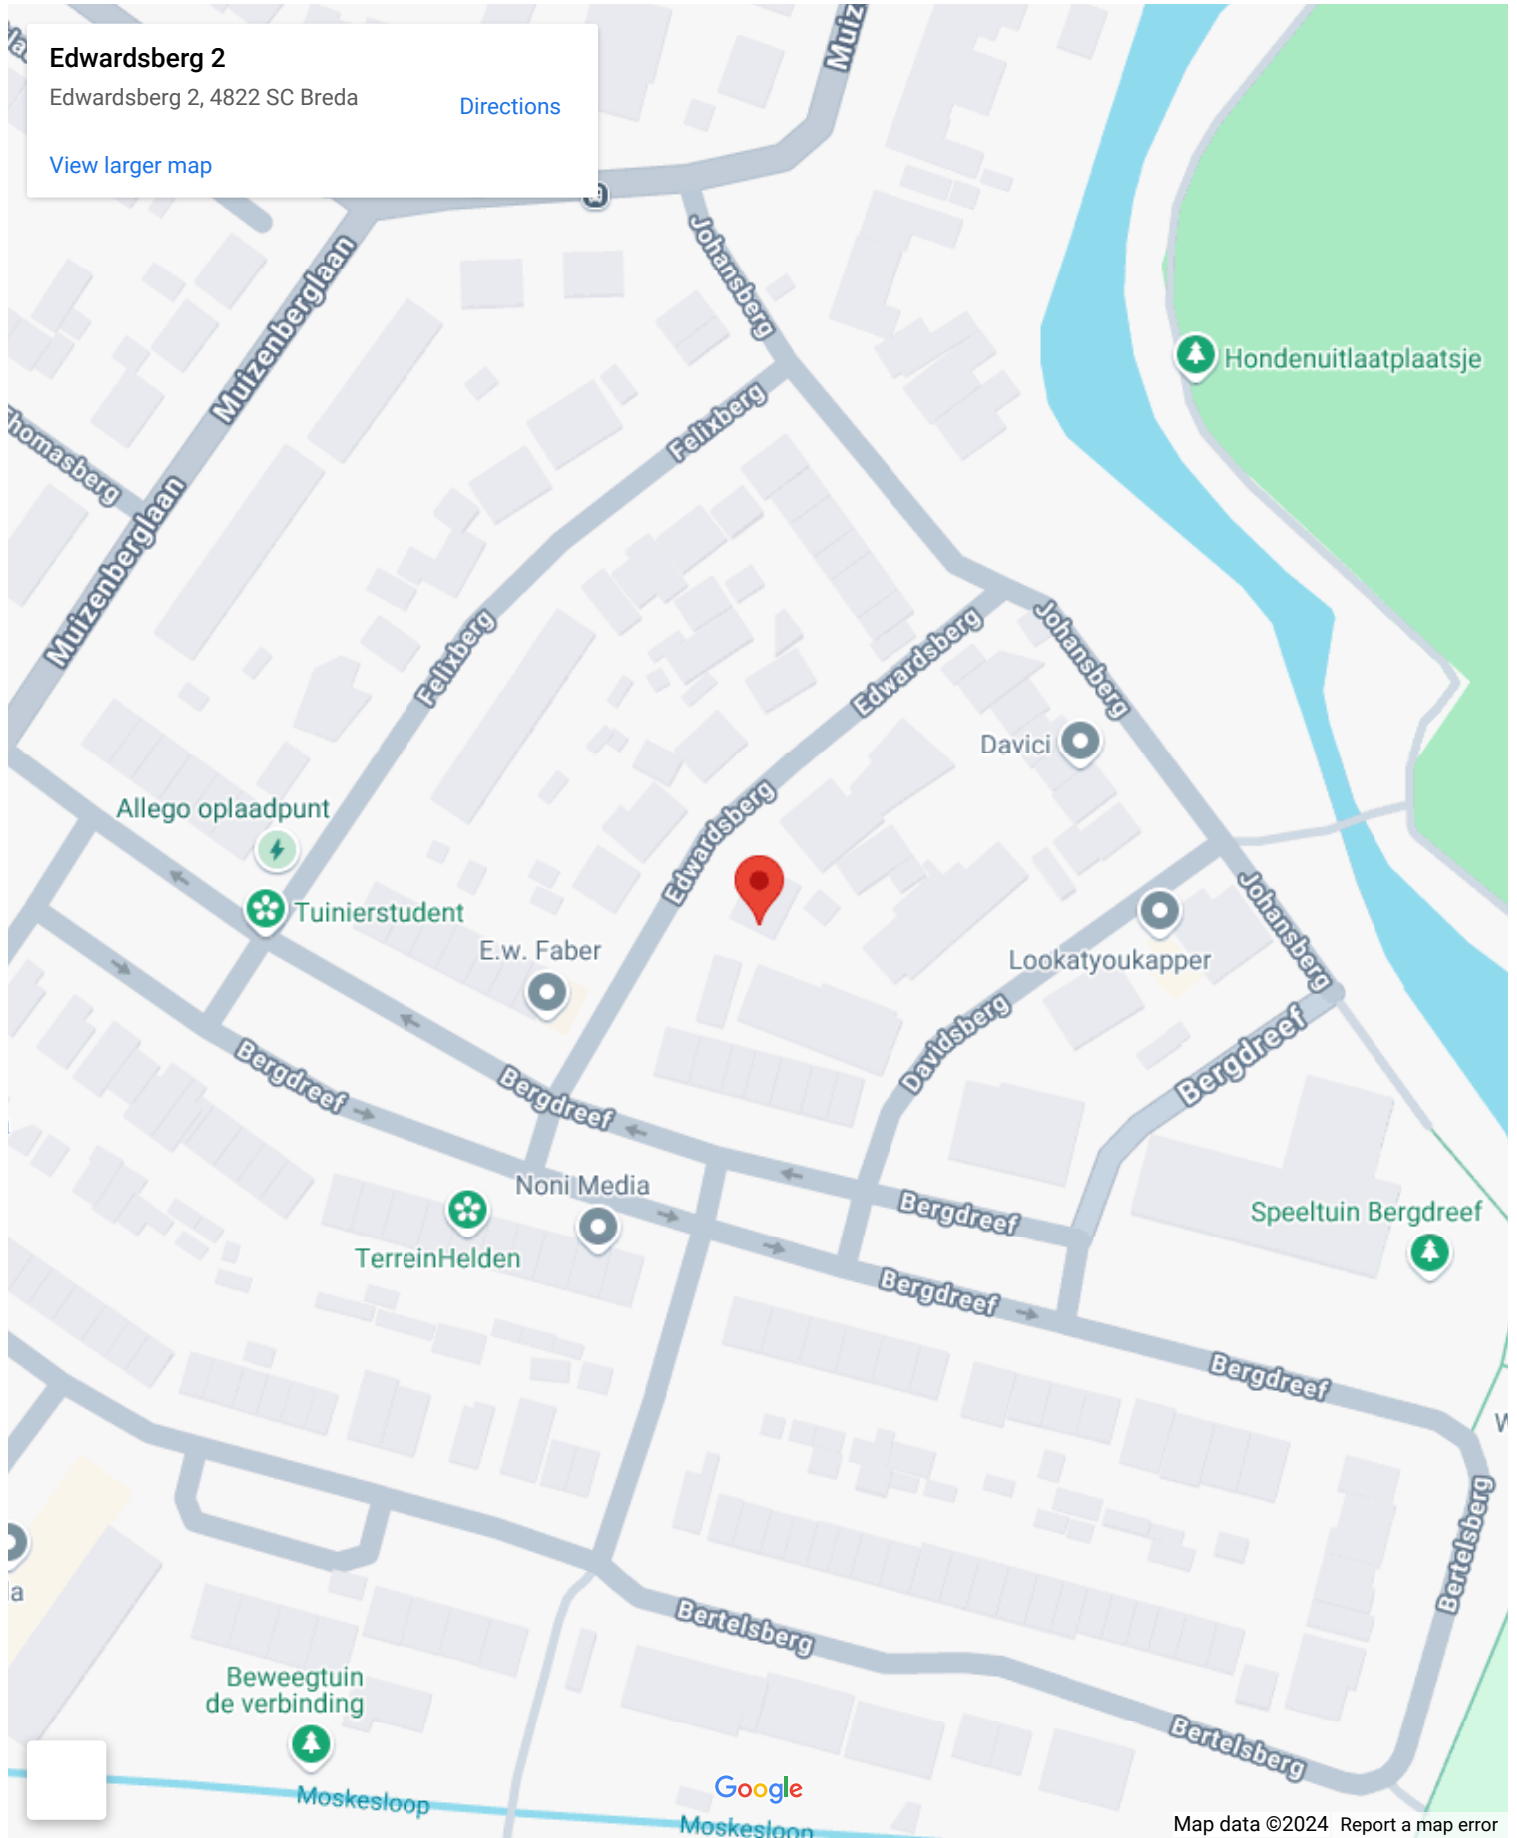 Edwardsberg 2
Edwardsberg 2, 4822 SC Breda
Directions
View larger map
Johansberg
Muizenberglaan
Hondenuitlaatplaatsje
Felixberg
Muizenberglaan
Johansberg
Edwardsberg
Felixberg
Davici
Allego oplaadpunt
Edwardsberg
Tuinierstudent
Johansberg
E.w. Faber
Lookatyoukapper
Davidsberg
Bergdreef
Bergdreef
Bergdreef
Noni Media
Bergdreef
Speeltuin Bergdreef
TerreinHelden
Bergdreef
Bergdreef
Bertelsberg
Bertelsberg
Beweegtuin
de verbinding
Bertelsberg
Google
Moskesloop
Moskesloop
Map data ©2024
Report a map error